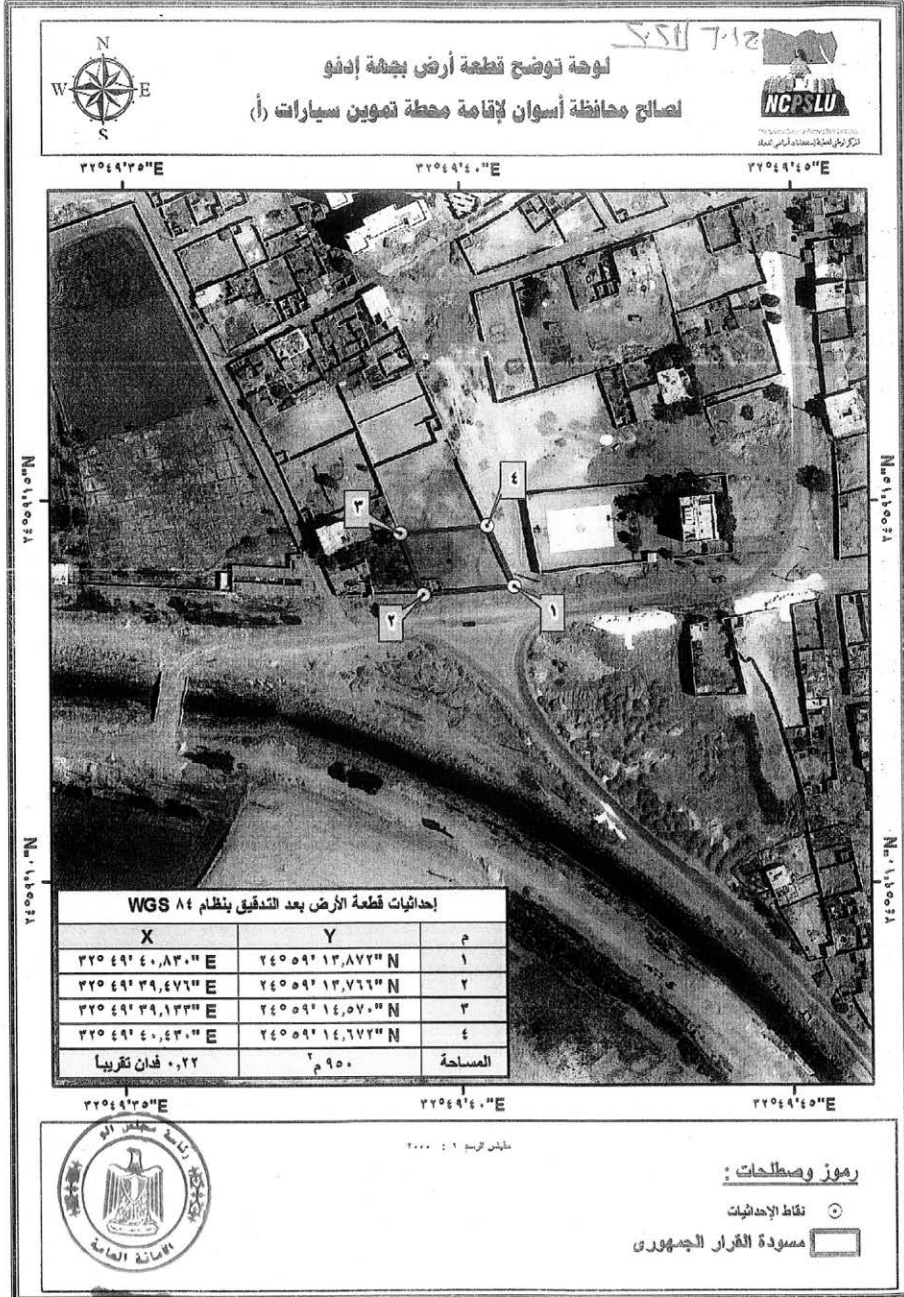 لوحة توضح قطعة أرض بجهة إدفو
لصالح محافظة أسوان لإقامة محطة تموين سيارات (أ)
N
W E
S
NCPSLU
٣٢°٤٩'٣٥"E ٣٢°٤٩'٤٠"E ٣٢°٤٩'٤٥"E
٤
٣
٢
١
إحداثيات قطعة الأرض بعد التدقيق بنظام WGS ٨٤
م Y X
١ ٢٤°٥٩'١٣,٨٧٢"N ٣٢°٤٩'٤٠,٨٣٠"E
٢ ٢٤°٥٩'١٣,٧٦٦"N ٣٢°٤٩'٣٩,٤٧٦"E
٣ ٢٤°٥٩'١٤,٥٧٠"N ٣٢°٤٩'٣٩,١٣٣"E
٤ ٢٤°٥٩'١٤,٦٧٢"N ٣٢°٤٩'٤٠,٤٣٠"E
المساحة ٩٥٠ م٢ ٠,٢٢ فدان تقريباً
٣٢°٤٩'٣٥"E ٣٢°٤٩'٤٠"E ٣٢°٤٩'٤٥"E
مقياس الرسم ١ : ٢٠٠٠
رموز وصطلحات :
نقاط الإحداثيات
مسودة القرار الجمهورى
رئاسة مجلس الو
الأمانة العامة